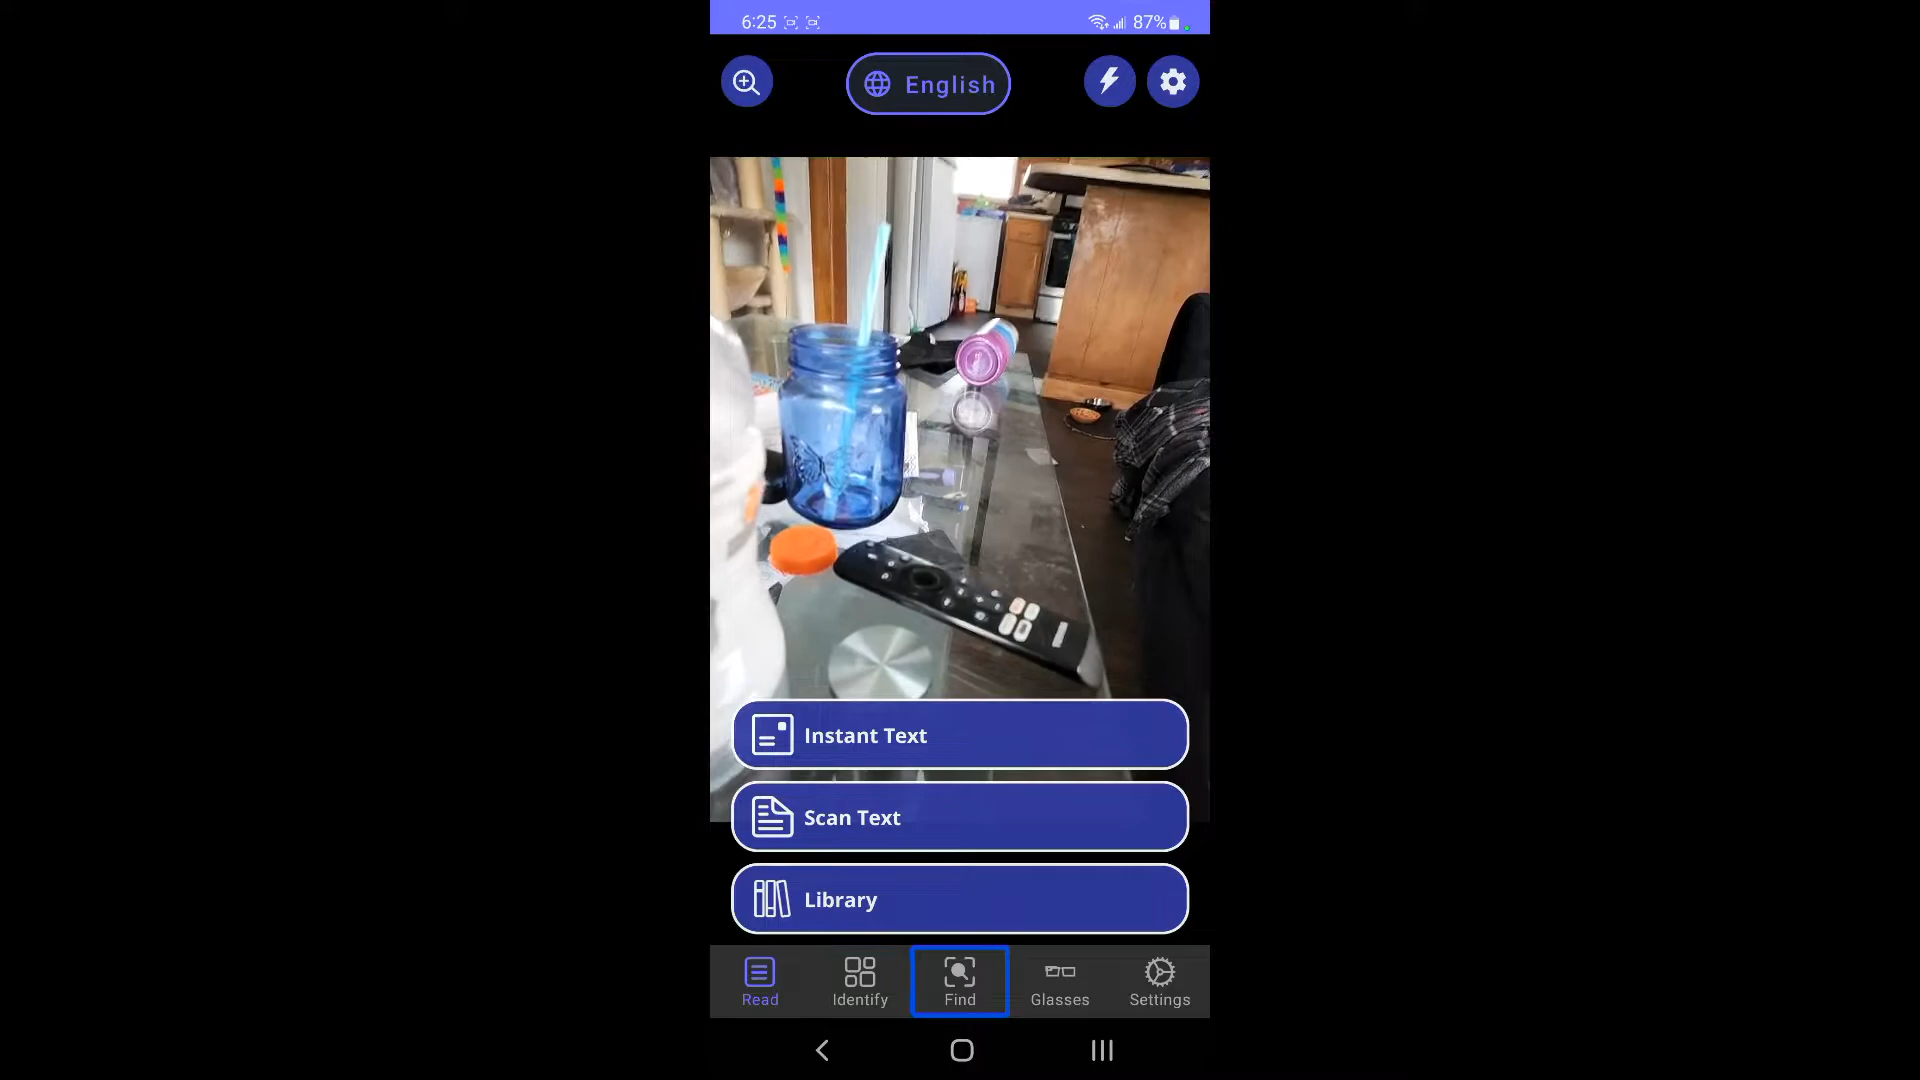 6:25
87%
English
Instant Text
Scan Text
Library
Read
Identify
Find
Glasses
Settings